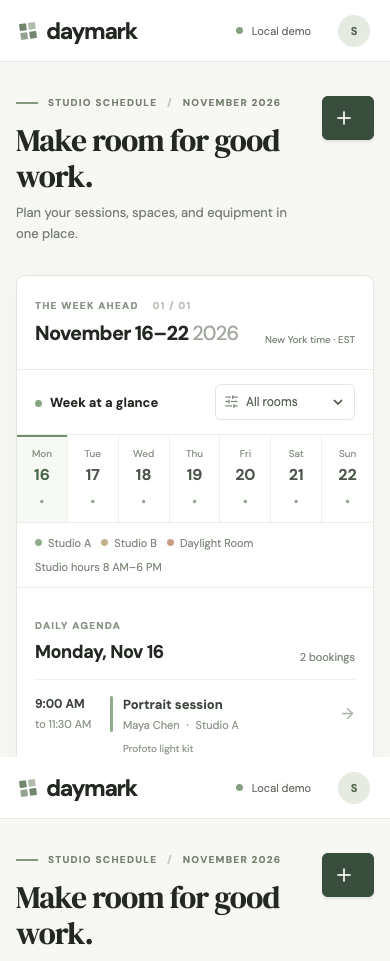 daymark
Local demo
S
STUDIO SCHEDULE / NOVEMBER 2026
Make room for good
work.
Plan your sessions, spaces, and equipment in
one place.
THE WEEK AHEAD 01 / 01
November 16–22 2026
New York time · EST
Week at a glance
All rooms
Mon Tue Wed Thu Fri Sat Sun
16 17 18 19 20 21 22
Studio A Studio B Daylight Room
Studio hours 8 AM–6 PM
DAILY AGENDA
Monday, Nov 16
2 bookings
9:00 AM Portrait session
to 11:30 AM Maya Chen · Studio A
Profoto light kit
daymark
Local demo
S
STUDIO SCHEDULE / NOVEMBER 2026
Make room for good
work.